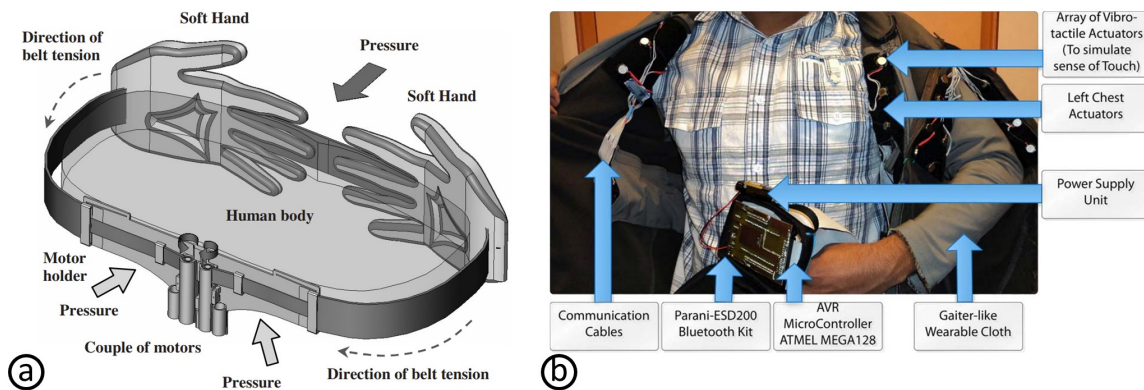 Soft Hand
Direction of
belt tension
Pressure
Soft Hand
Human body
Motor
holder
Pressure
Couple of motors
Pressure
Direction of belt tension
a
Array of Vibro-
tactile Actuators
(To simulate
sense of Touch)
Left Chest
Actuators
Power Supply
Unit
Communication
Cables
Parani-ESD200
Bluetooth Kit
AVR
MicroController
ATMEL MEGA128
Gaiter-like
Wearable Cloth
b